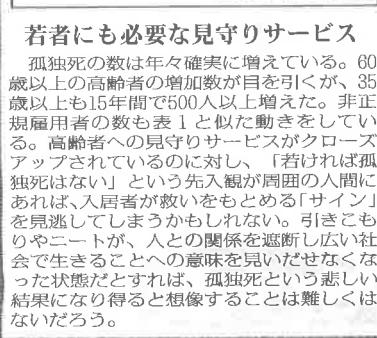 若者にも必要な見守りサービス
孤独死の数は年々確実に増えている。60
歳以上の高齢者の増加数が目を引くが、35
歳以上も15年間で500人以上増えた。非正
規雇用者の数も表１と似た動きをしてい
る。高齢者への見守りサービスがクローズ
アップされているのに対し、「若ければ孤
独死はない」という先入観が周囲の人間に
あれば、入居者が救いをもとめる「サイン」
を見逃してしまうかもしれない。引きこも
りやニートが、人との関係を遮断し広い社
会で生きることへの意味を見いだせなくな
った状態だとすれば、孤独死という悲しい
結果になり得ると想像することは難しくは
ないだろう。